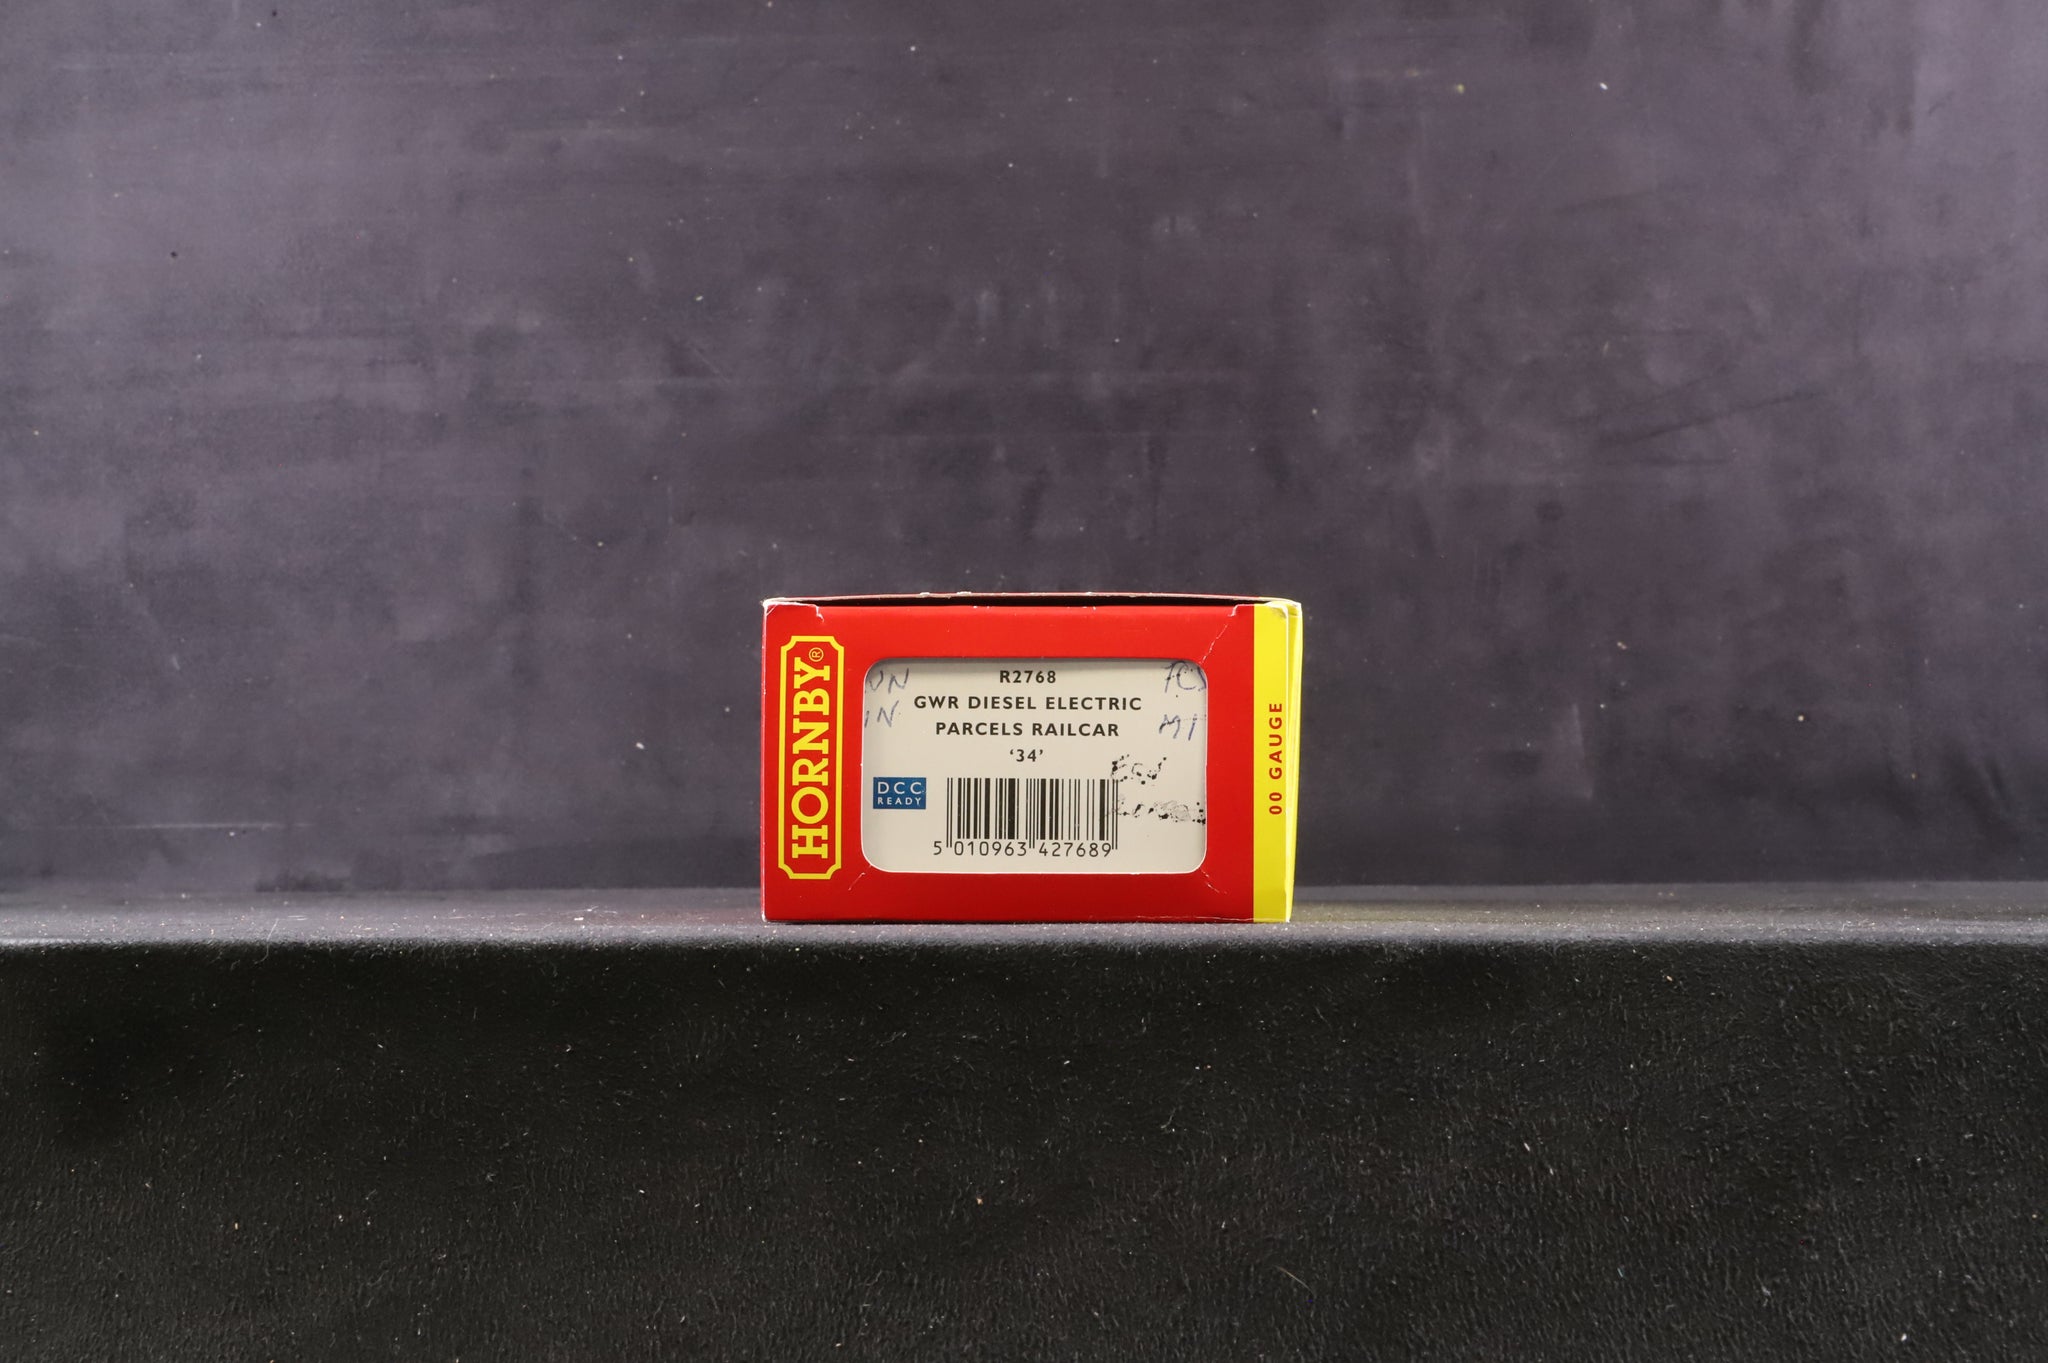 HORNBY®
R2768
GWR DIESEL ELECTRIC
PARCELS RAILCAR
‘34’
DCC
READY
5 010963 427689
00 GAUGE